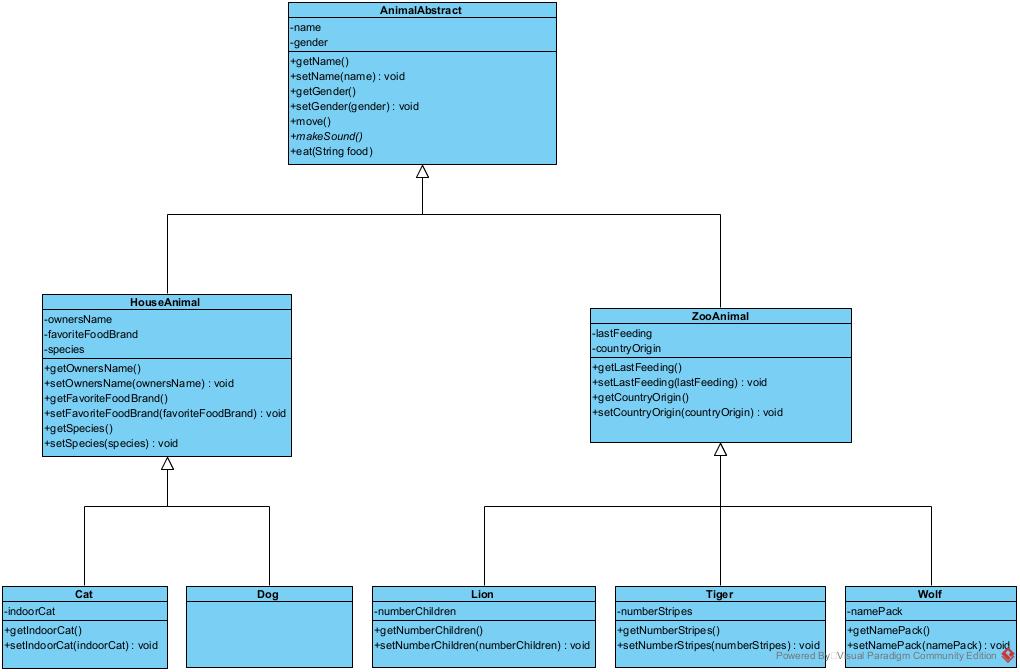 AnimalAbstract
-name
-gender
+getName()
+setName(name) : void
+getGender()
+setGender(gender) : void
+move()
+makeSound()
+eat(String food)
HouseAnimal
-ownersName
-favoriteFoodBrand
-species
+getOwnersName()
+setOwnersName(ownersName) : void
+getFavoriteFoodBrand()
+setFavoriteFoodBrand(favoriteFoodBrand) : void
+getSpecies()
+setSpecies(species) : void
ZooAnimal
-lastFeeding
-countryOrigin
+getLastFeeding()
+setLastFeeding(lastFeeding) : void
+getCountryOrigin()
+setCountryOrigin(countryOrigin) : void
Cat
-indoorCat
+getIndoorCat()
+setIndoorCat(indoorCat) : void
Dog
Lion
-numberChildren
+getNumberChildren()
+setNumberChildren(numberChildren) : void
Tiger
-numberStripes
+getNumberStripes()
+setNumberStripes(numberStripes) : void
Wolf
-namePack
+getNamePack()
+setNamePack(namePack) : void
Powered By Visual Paradigm Community Edition